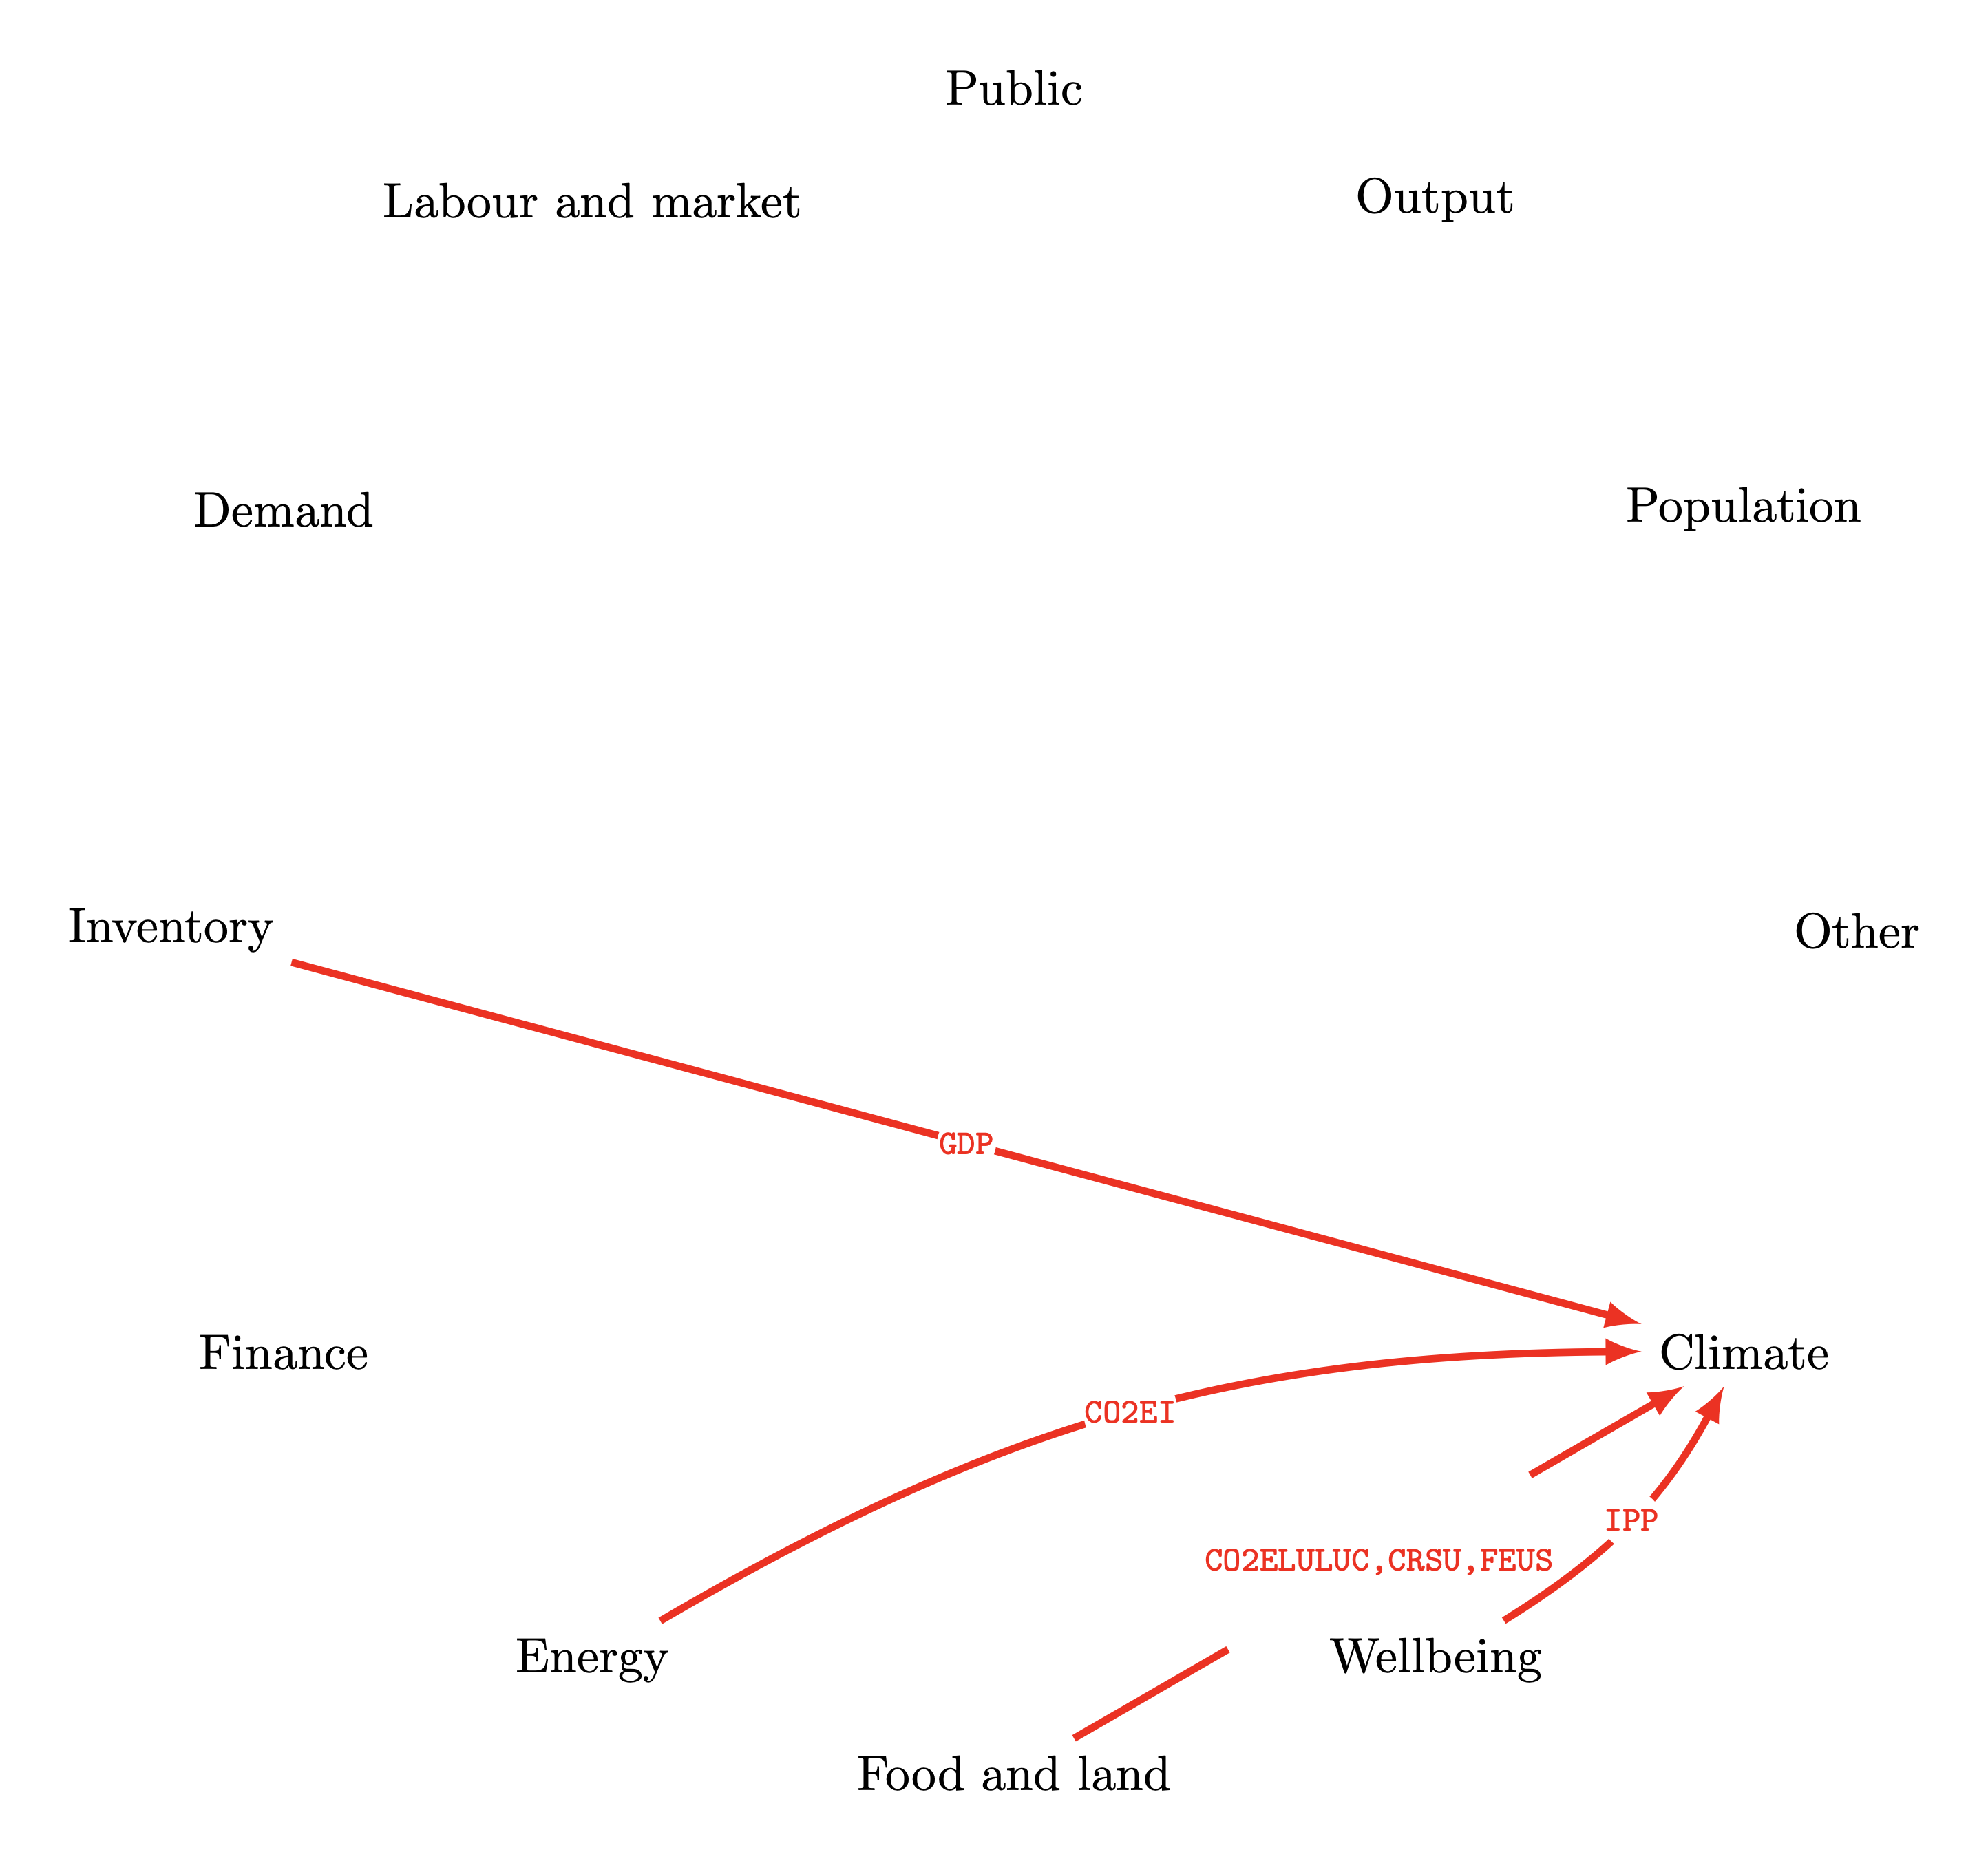 Public
Labour and market
Output
Demand
Population
Inventory
Other
GDP
Finance
Climate
CO2EI
IPP
CO2ELULUC,CRSU,FEUS
Energy
Wellbeing
Food and land